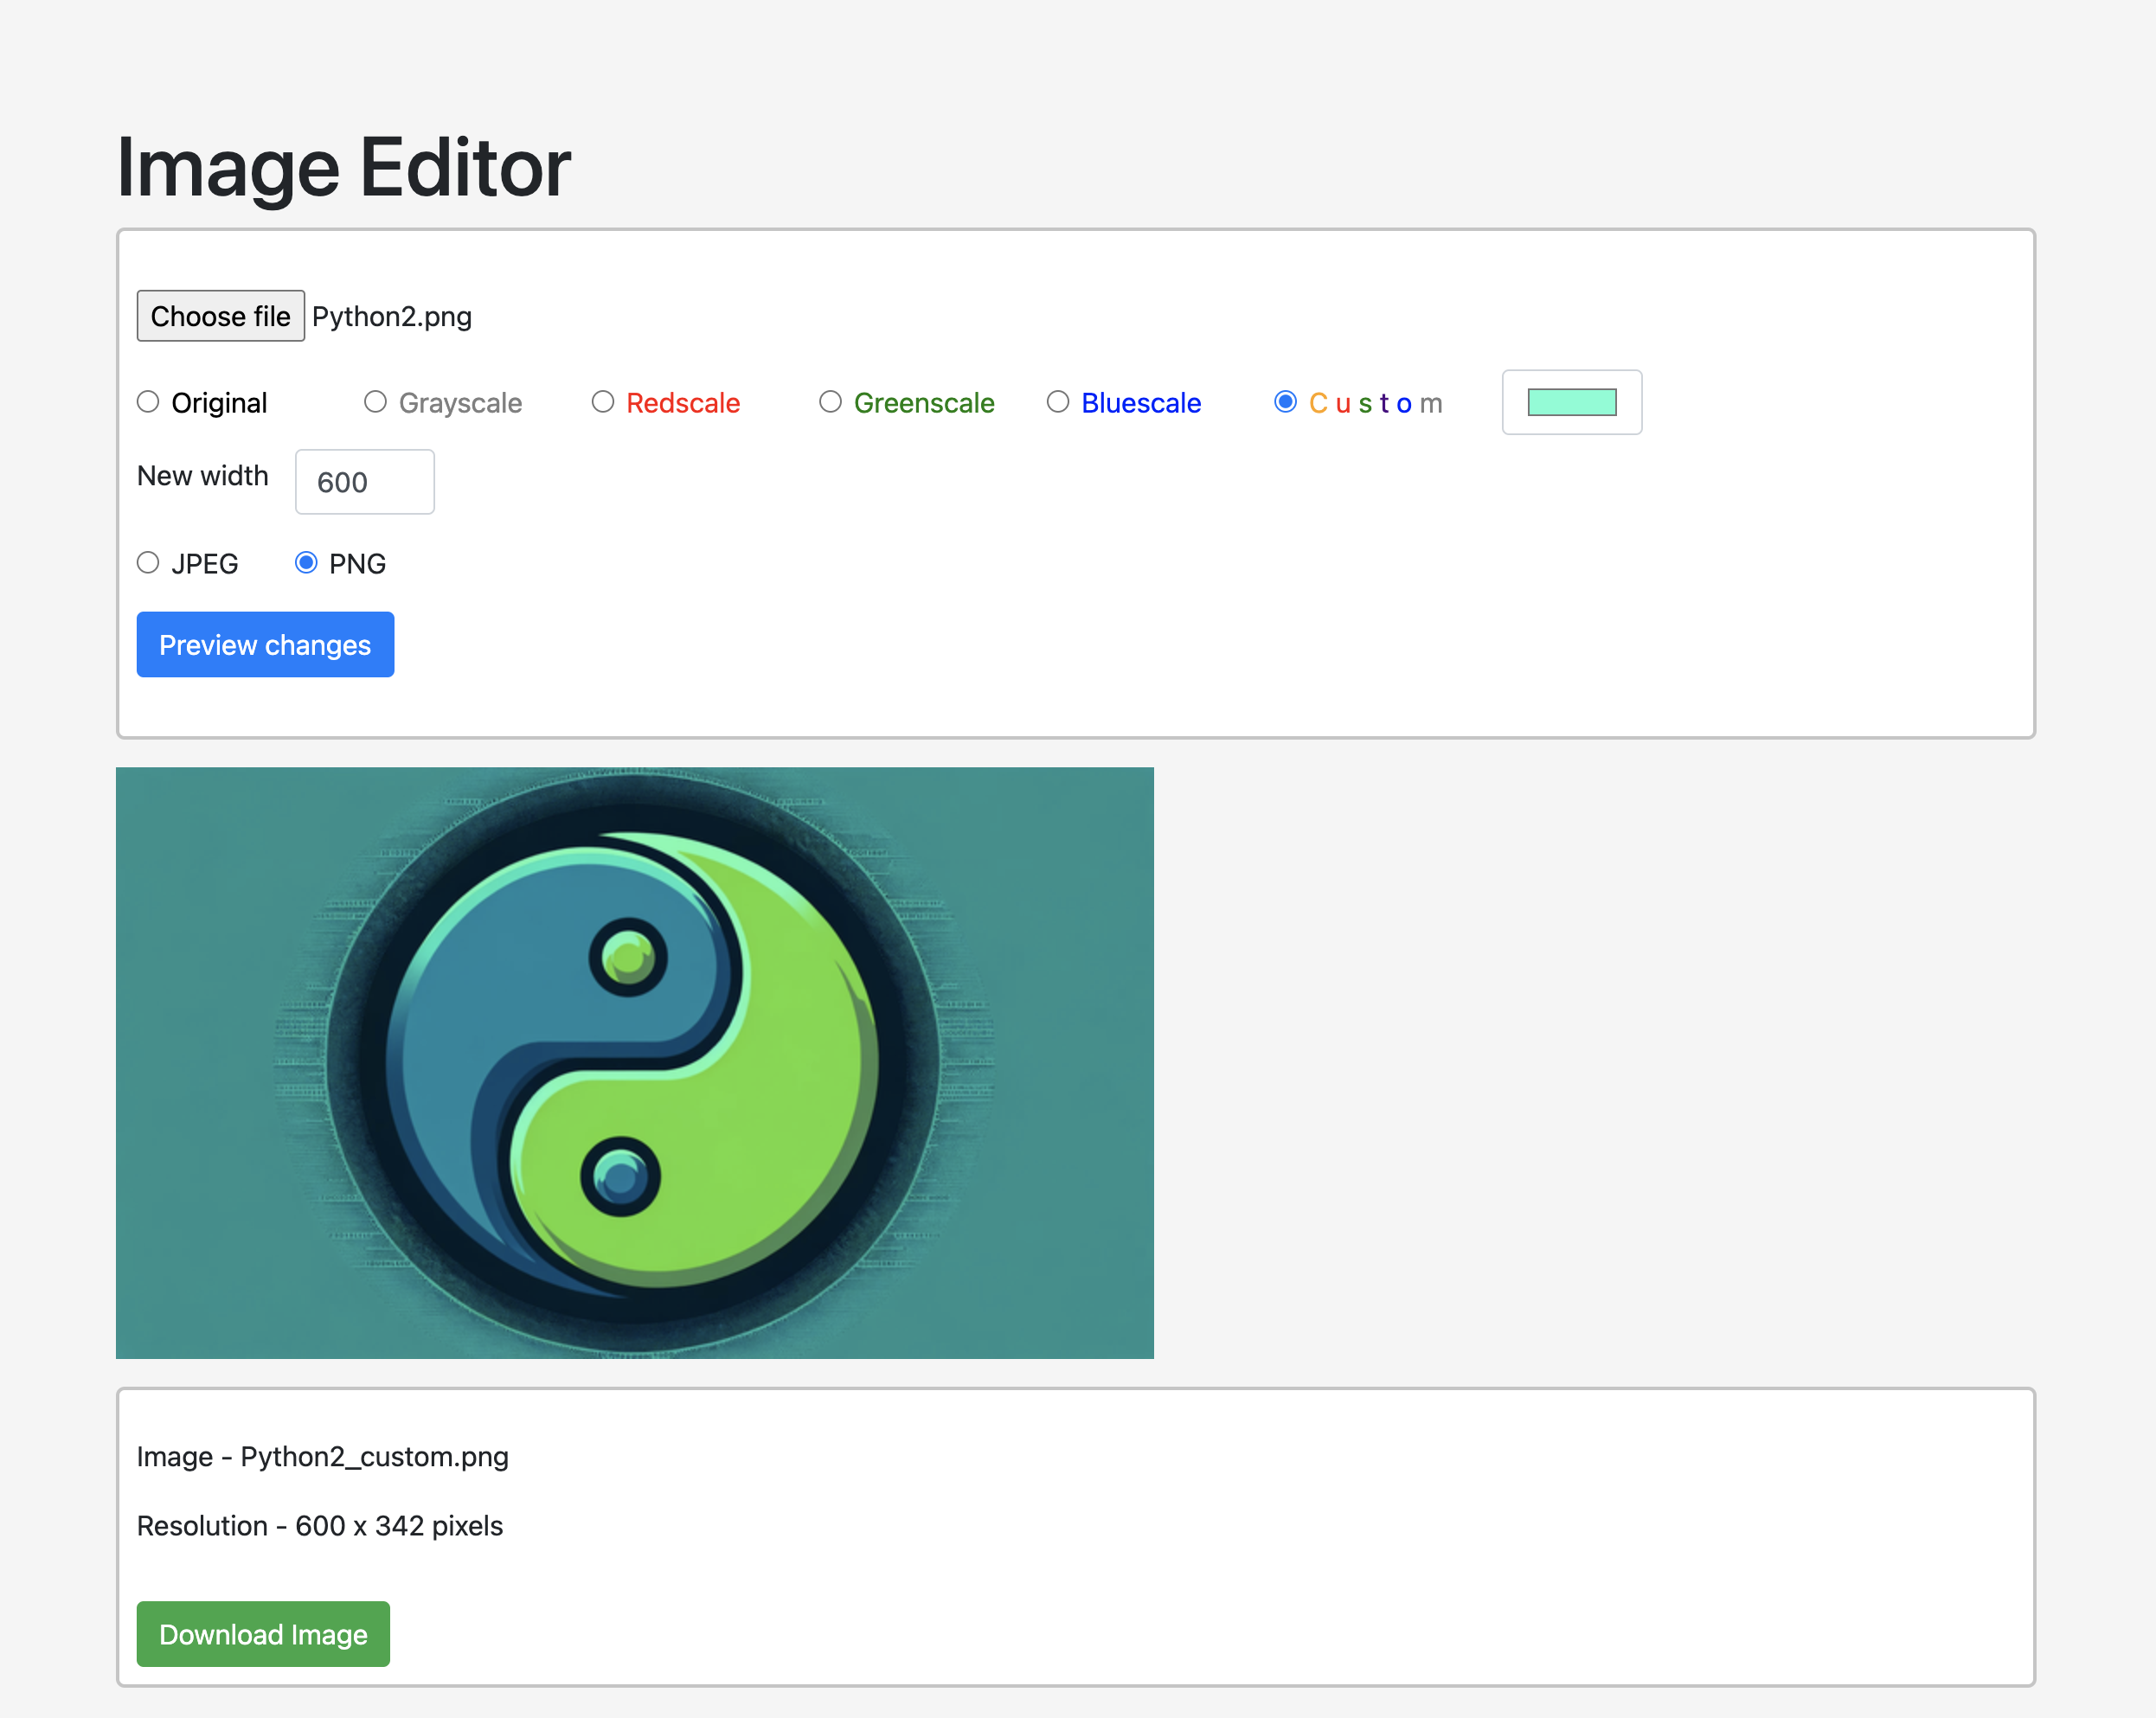 Image Editor
Choose file Python2.png
Original Grayscale Redscale Greenscale Bluescale C u s t o m
New width 600
JPEG PNG
Preview changes
Image - Python2_custom.png
Resolution - 600 x 342 pixels
Download Image